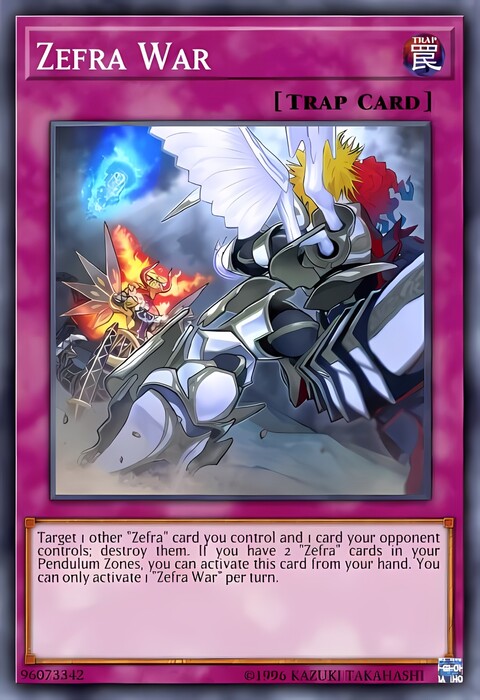 Zefra War
TRAP
罠
[Trap Card]
Target 1 other "Zefra" card you control and 1 card your opponent
controls; destroy them. If you have 2 "Zefra" cards in your
Pendulum Zones, you can activate this card from your hand. You
can only activate 1 "Zefra War" per turn.
96073342
©1996 KAZUKI TAKAHASHI